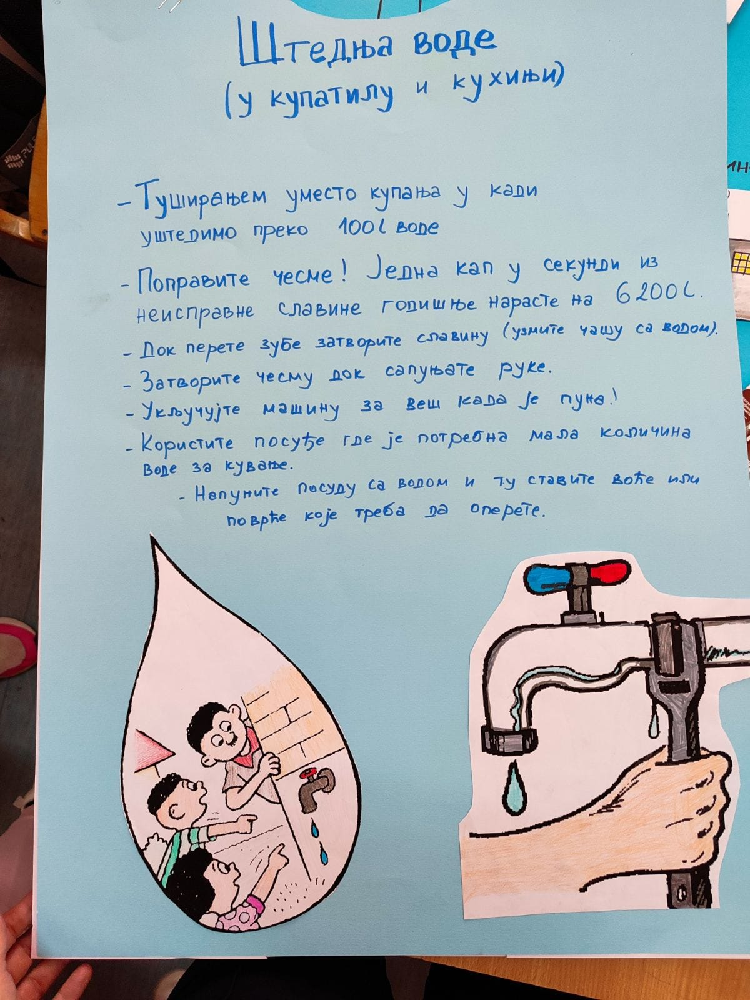 Штедња воде
(у купатилу и кухињи)
- Туширањем уместо купања у кади
уштедимо преко 100l воде
- Поправите чесме! Једна кап у секунди из
неисправне славине годишње нарасте на 6200l.
- Док перете зубе затворите славину (узмите чашу са водом).
- Затворите чесму док сапуњате руке.
- Укључујте машину за веш када је пуна!
- Користите посуђе где је потребна мала количина
воде за кување.
- Напуните посуду са водом и ту ставите воће или
поврће које треба да оперете.